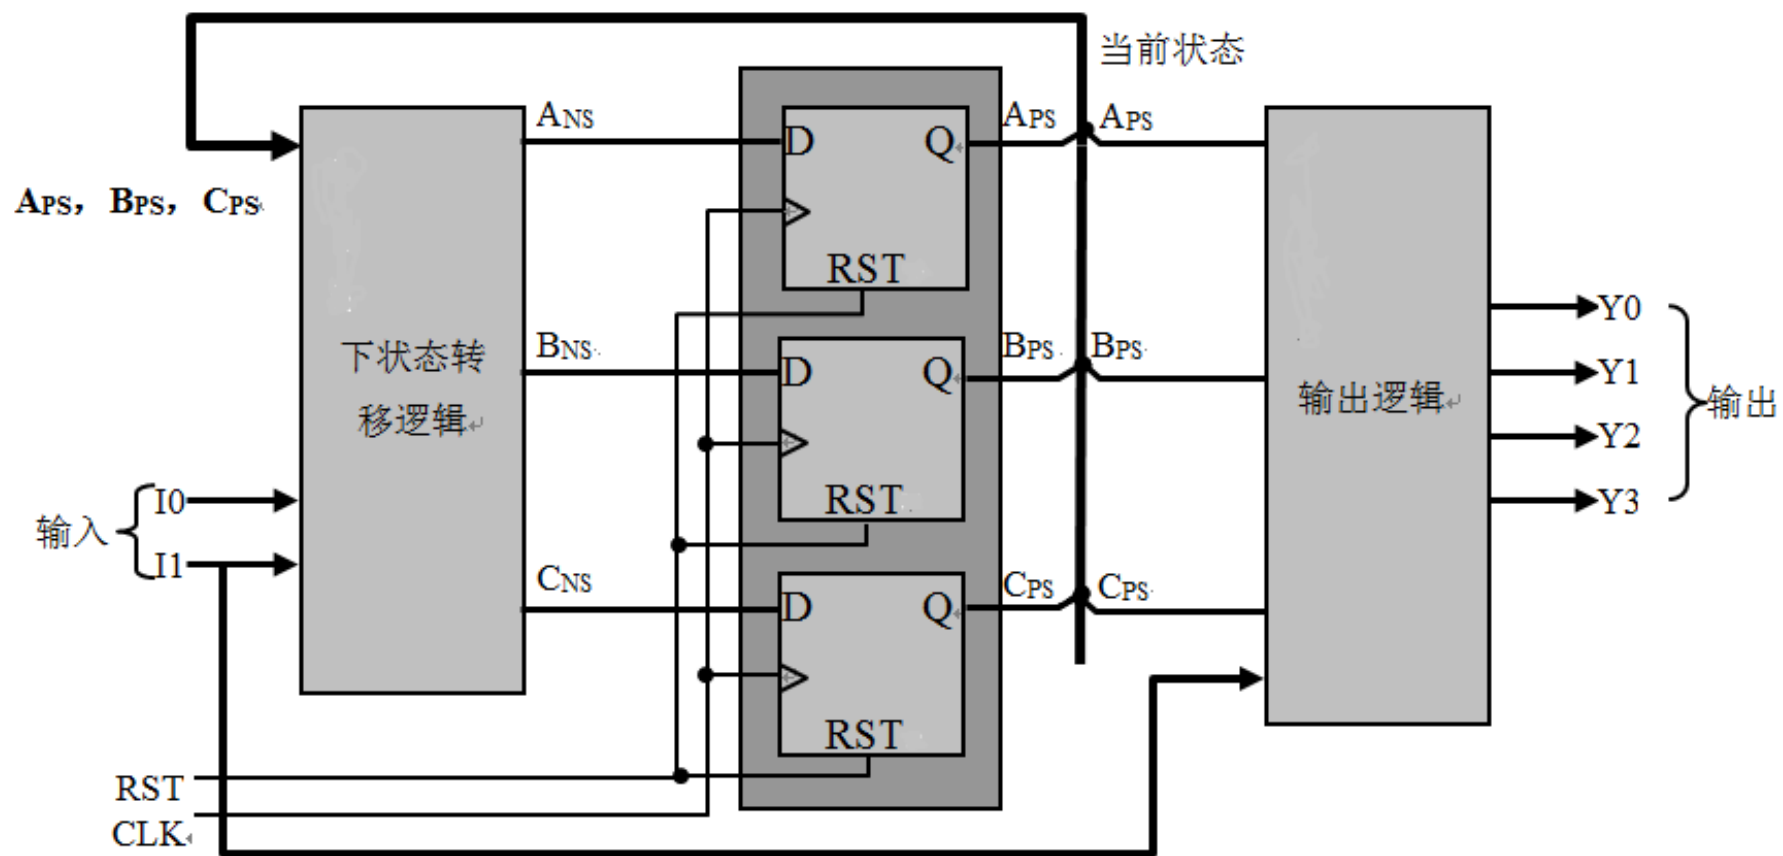 当前状态
ANS
APS
APS
D
Q
APS, BPS, CPS
RST
下状态转
移逻辑
BNS
BPS
BPS
D
Q
输出逻辑
RST
Y0
Y1
Y2
Y3
输出
输入
I0
I1
CNS
CPS
CPS
D
Q
RST
RST
CLK